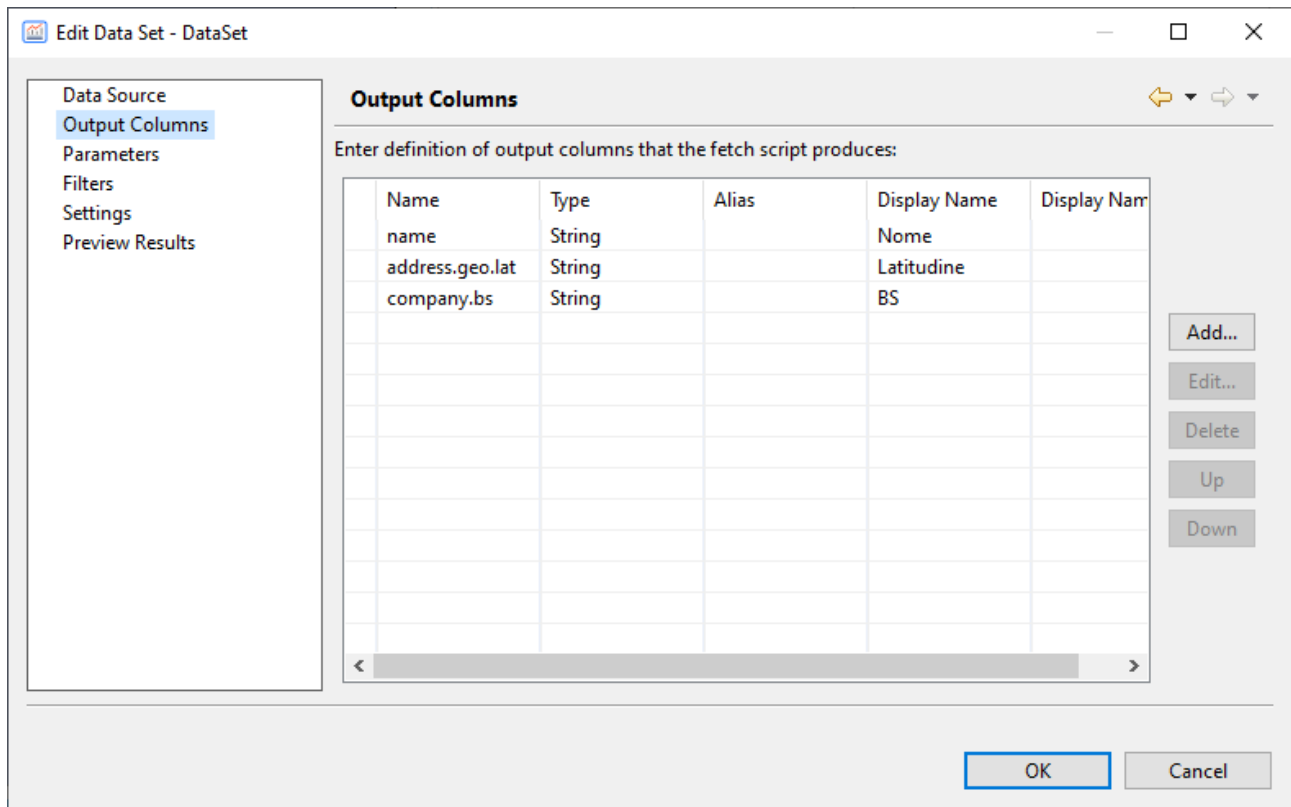 Edit Data Set - DataSet
Data Source
Output Columns
Parameters
Filters
Settings
Preview Results
Output Columns
Enter definition of output columns that the fetch script produces:
Name Type Alias Display Name Display Nam
name String Nome
address.geo.lat String Latitudine
company.bs String BS
Add...
Edit...
Delete
Up
Down
OK Cancel